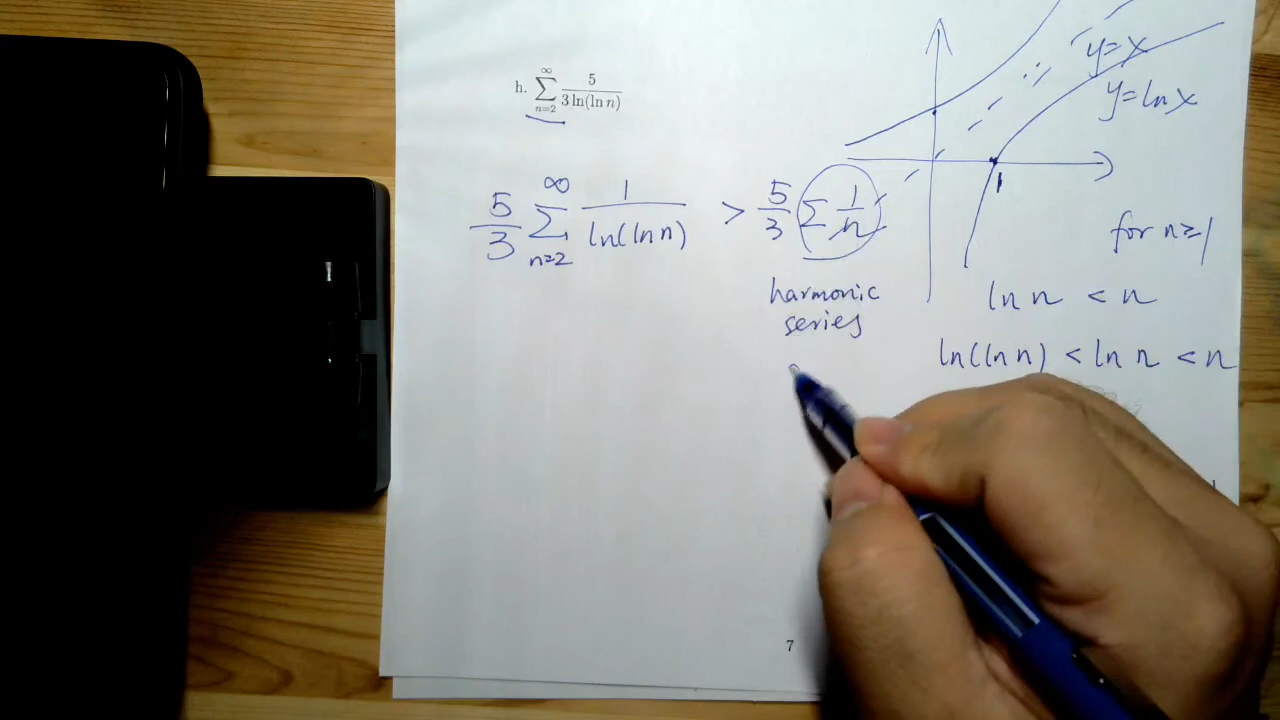 h. ∑_{n=2}^{∞} 5/(3 ln(ln n))
y=x
y=ln x
1
5/3 ∑_{n=2}^{∞} 1/(ln(ln n)) > 5/3 ∑ 1/n
for n≥1
harmonic
series
ln n < n
ln(ln n) < ln n < n
7